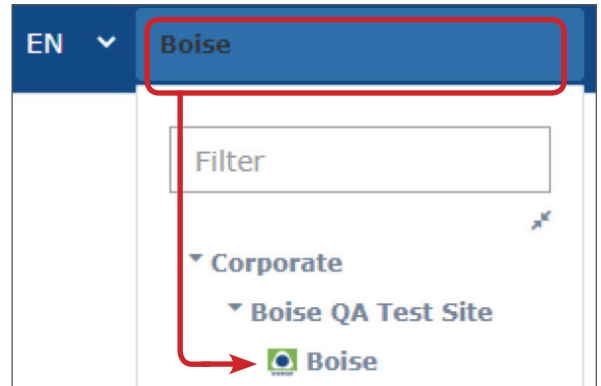 EN Boise
Filter
Corporate
Boise QA Test Site
Boise